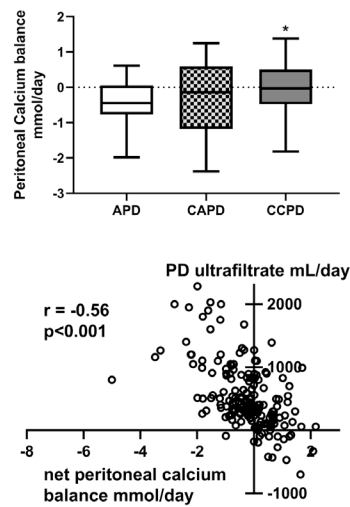 Peritoneal Calcium balance
mmol/day
2
1
0
-1
-2
-3
*
APD
CAPD
CCPD
PD ultrafiltrate mL/day
r = -0.56
p<0.001
2000
1000
-8
-6
-4
-2
0
2
-1000
net peritoneal calcium
balance mmol/day